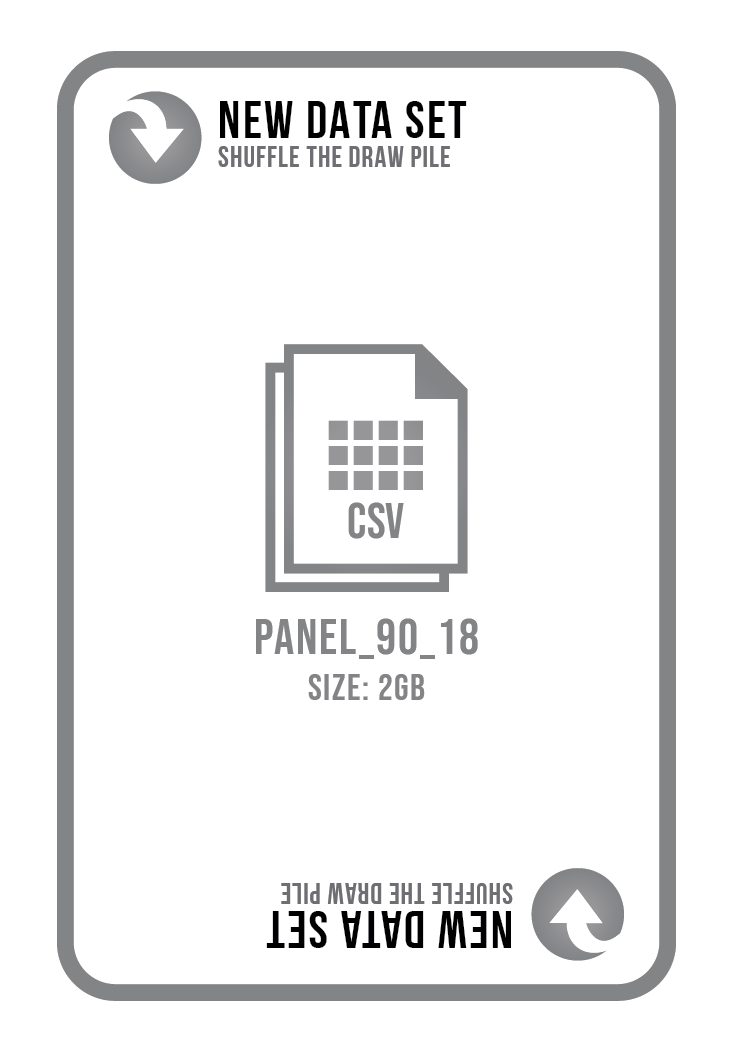 NEW DATA SET
SHUFFLE THE DRAW PILE
CSV
PANEL_90_18
SIZE: 2GB
SHUFFLE THE DRAW PILE
NEW DATA SET